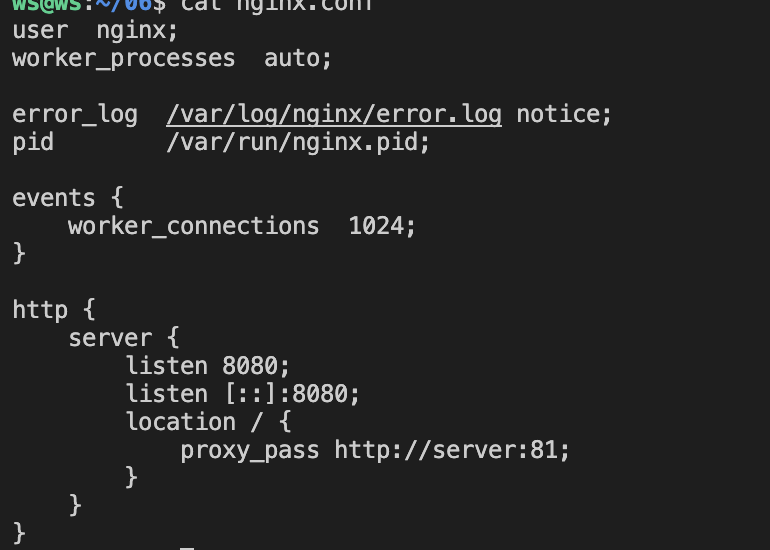 ws@ws:~/06$ cat nginx.conf
user  nginx;
worker_processes  auto;
error_log  /var/log/nginx/error.log notice;
pid        /var/run/nginx.pid;
events {
    worker_connections  1024;
}
http {
    server {
        listen 8080;
        listen [::]:8080;
        location / {
            proxy_pass http://server:81;
        }
    }
}